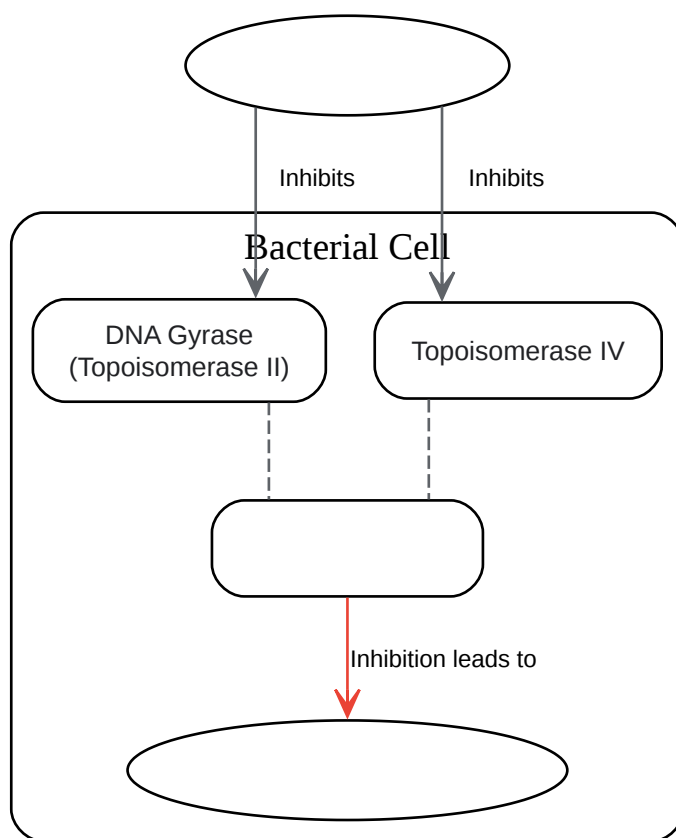 Inhibits
Inhibits
Bacterial Cell
DNA Gyrase
(Topoisomerase II)
Topoisomerase IV
Inhibition leads to